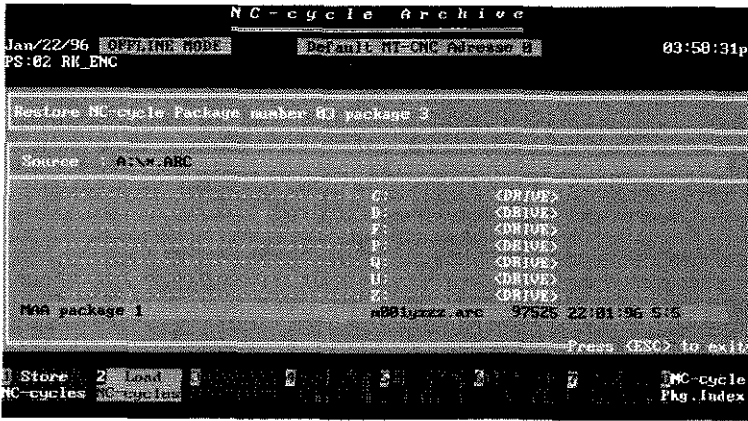 NC-cycle Archive
Jan/22/96 OFFLINE MODE Default MT-CNC Adresse 0 03:58:31p
PS:02 RK_ENC
Restore NC-cycle Package number 03 package 3
Source : A:\*.ARC
C: <DRIVE>
D: <DRIVE>
F: <DRIVE>
P: <DRIVE>
Q: <DRIVE>
U: <DRIVE>
Z: <DRIVE>
MAA package 1 m001yzzz.arc 97525 22:01:96 5:5
Press <ESC> to exit
Store 2 Load NC-cycle
NC-cycles NC-cycles Pkg.Index